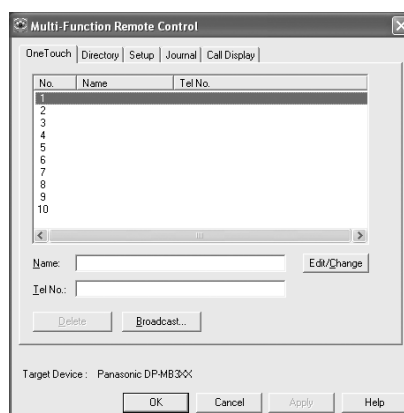 Multi-Function Remote Control
OneTouch Directory Setup Journal Call Display
No. Name Tel No.
1
2
3
4
5
6
7
8
9
10
Name: Edit/Change
Tel No.:
Delete Broadcast...
Target Device : Panasonic DP-MB3XX
OK Cancel Apply Help